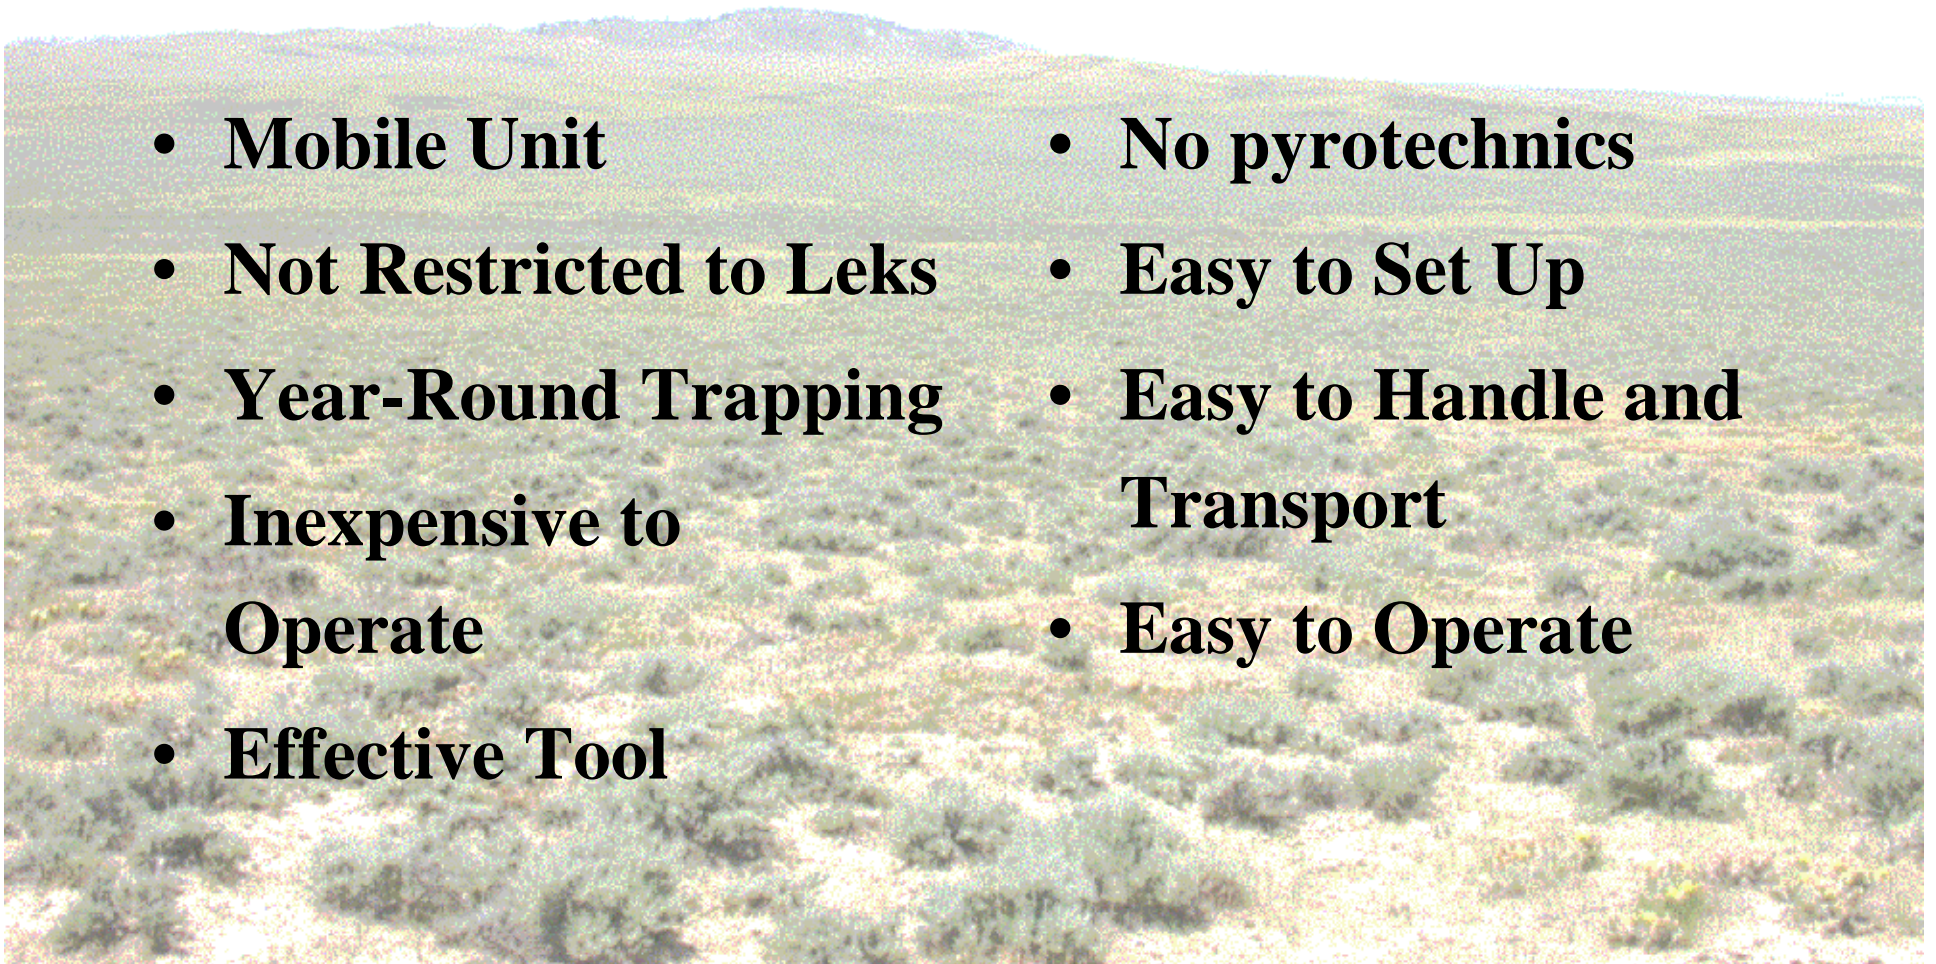 • Mobile Unit
• Not Restricted to Leks
• Year-Round Trapping
• Inexpensive to
Operate
• Effective Tool
• No pyrotechnics
• Easy to Set Up
• Easy to Handle and
Transport
• Easy to Operate